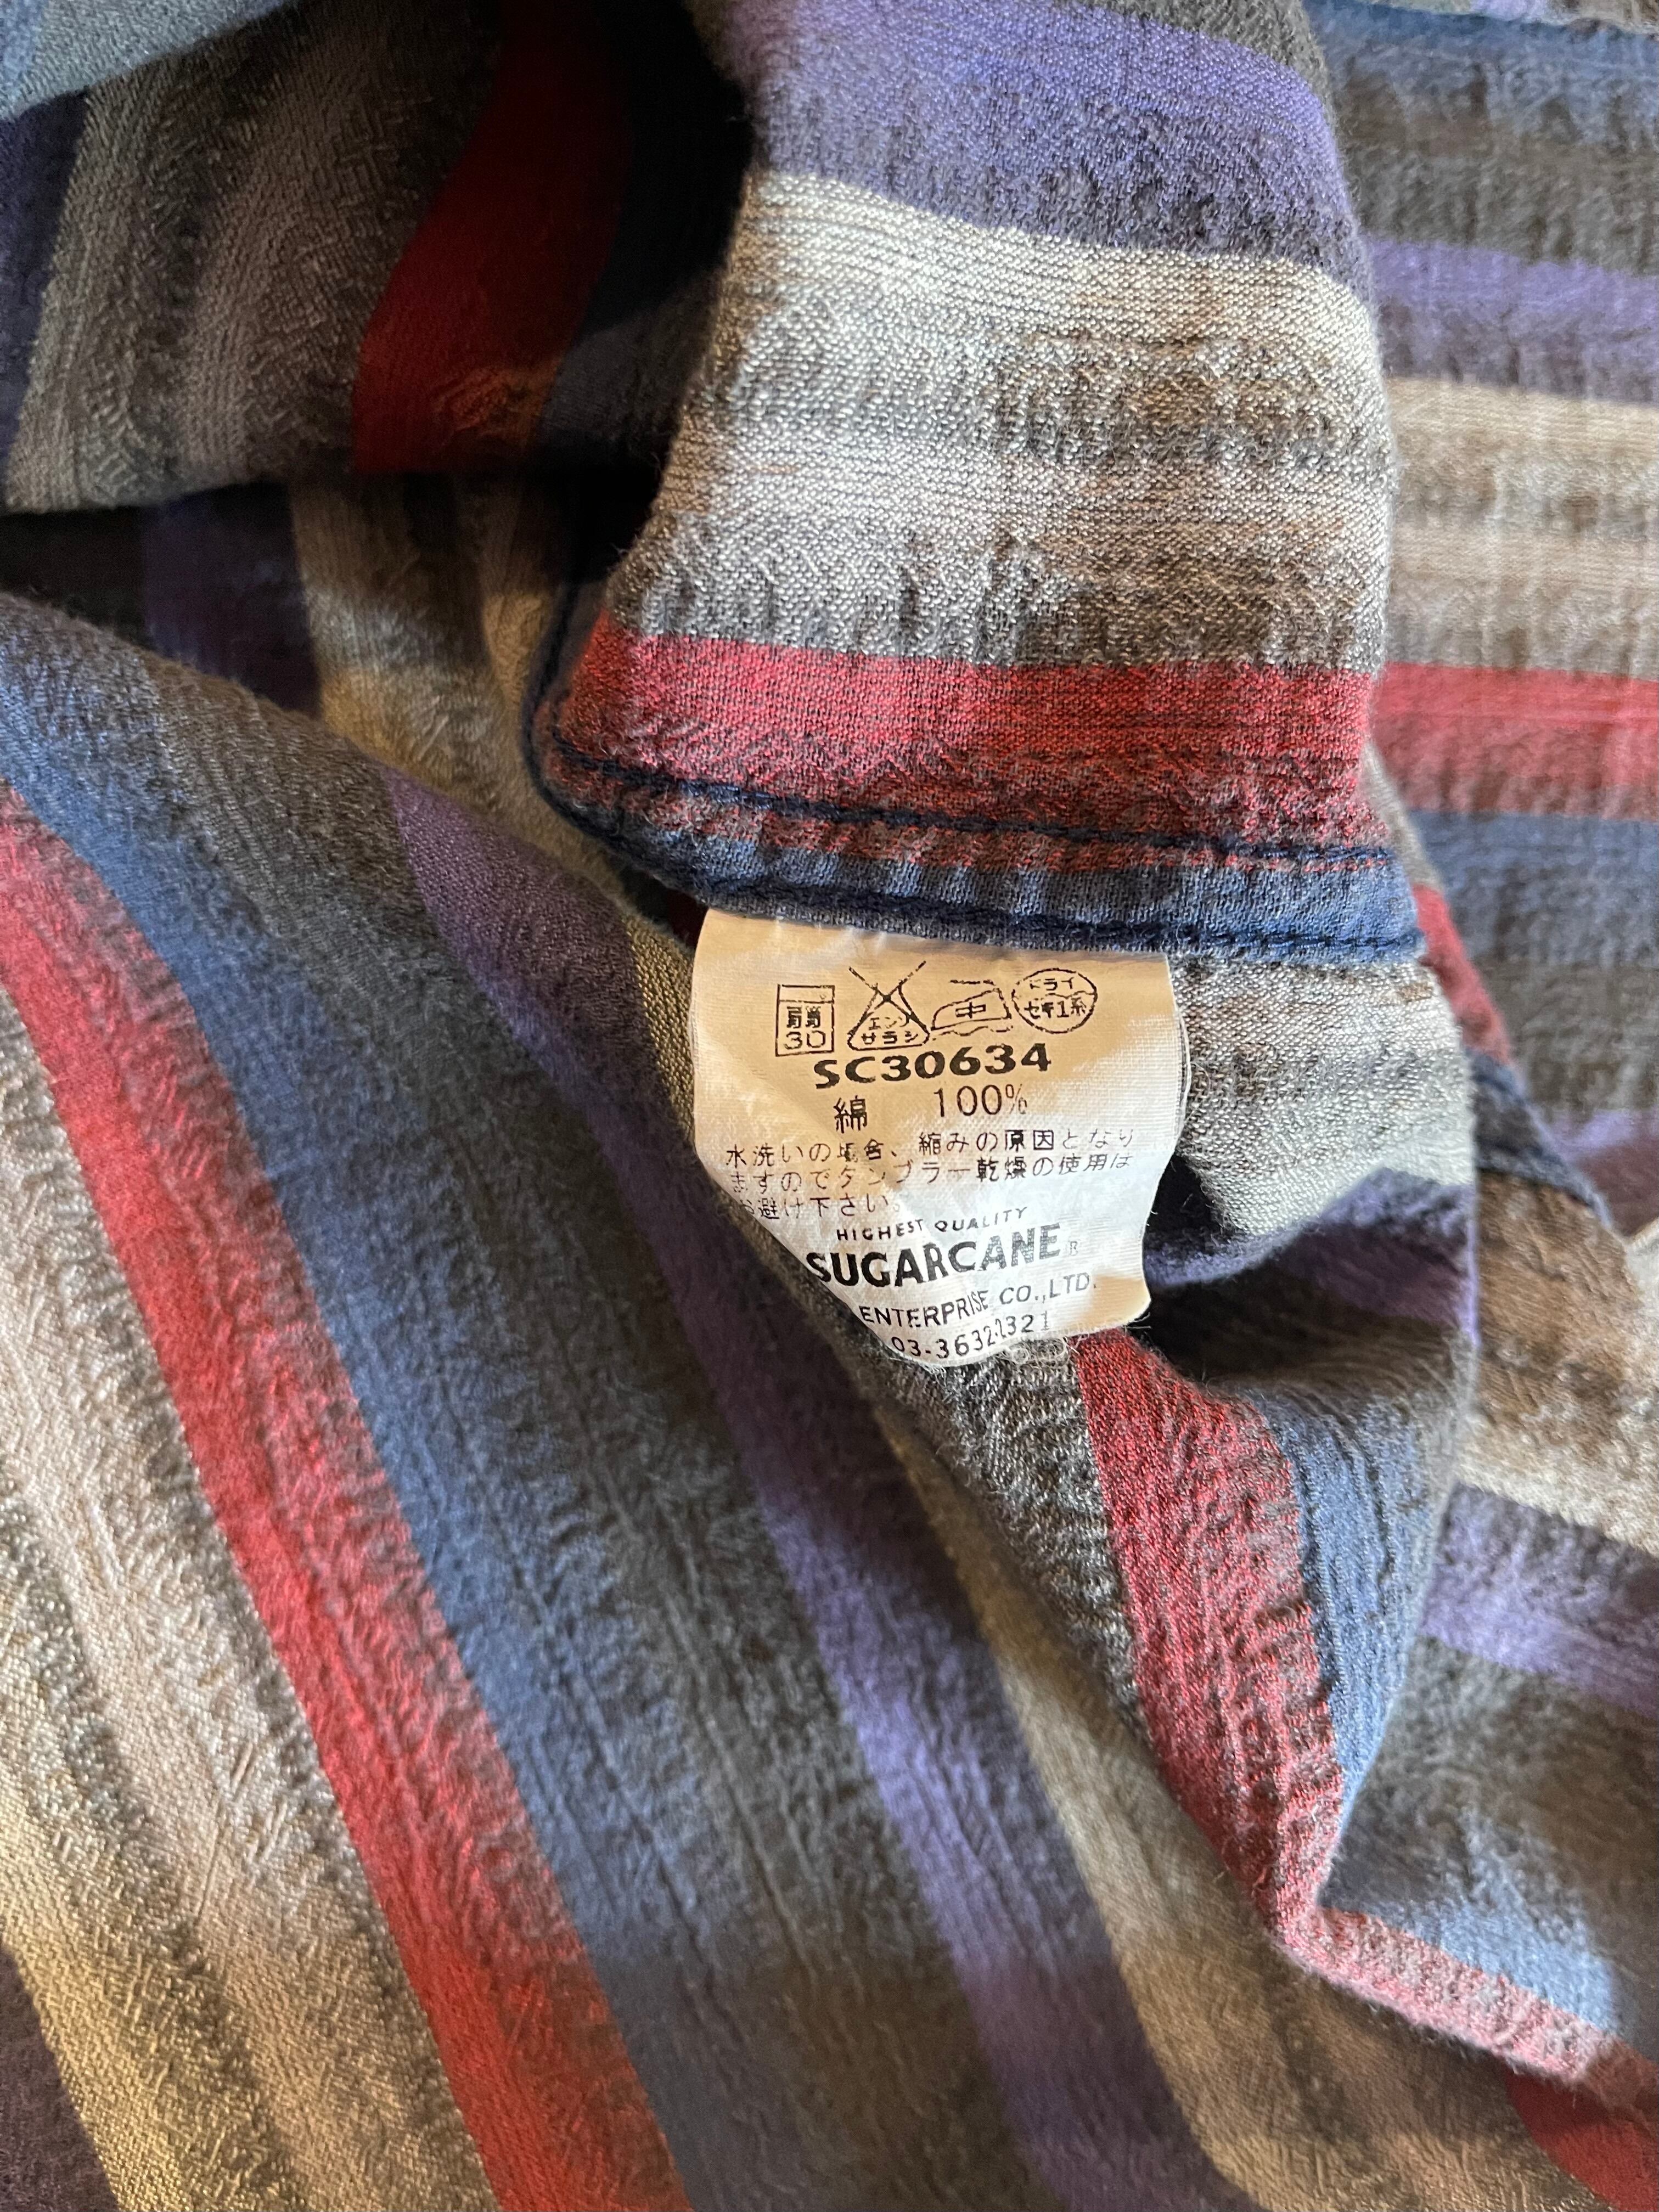 弱
30
エンソ
サラシ
中
ドライ
セキユ系
SC30634
綿 100%
水洗いの場合、縮みの原因となり
ますのでタンブラー乾燥の使用は
お避け下さい。
HIGHEST QUALITY
SUGARCANE®
ENTERPRISE CO.,LTD.
03-3632-2321